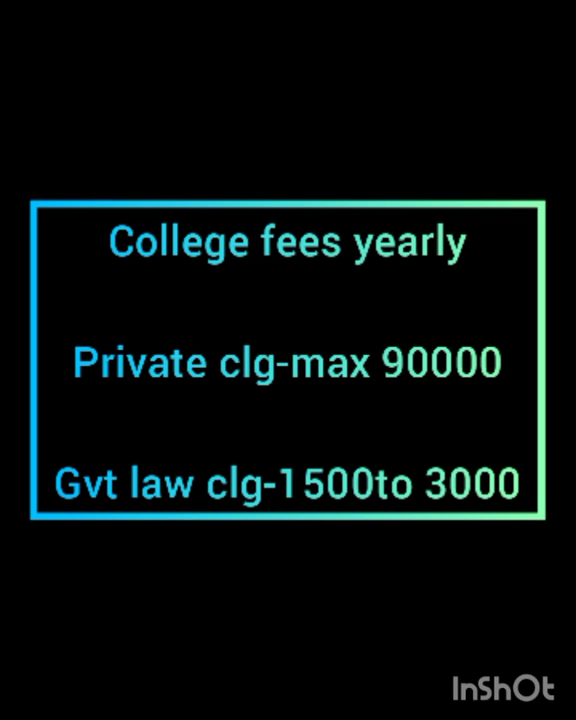 College fees yearly
Private clg-max 90000
Gvt law clg-1500to 3000
InShOt